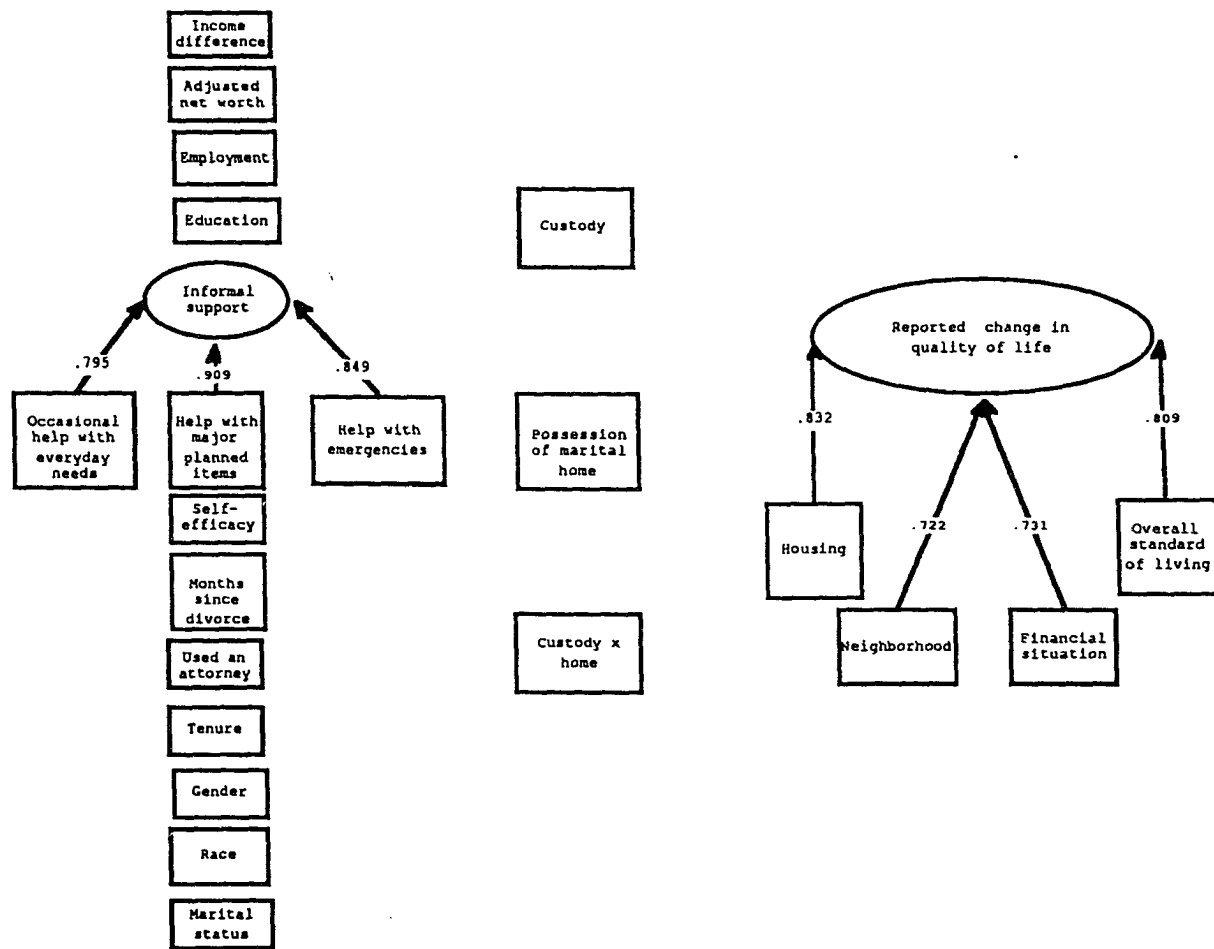 Income
difference
Adjusted
net worth
Employment
Education
Informal
support
.795
.909
.849
Occasional
help with
everyday
needs
Help with
major
planned
items
Help with
emergencies
Self-
efficacy
Months
since
divorce
Used an
attorney
Tenure
Gender
Race
Marital
status
Custody
Possession
of marital
home
Custody x
home
Reported change in
quality of life
.832
.722
.731
.809
Housing
Neighborhood
Financial
situation
Overall
standard
of living